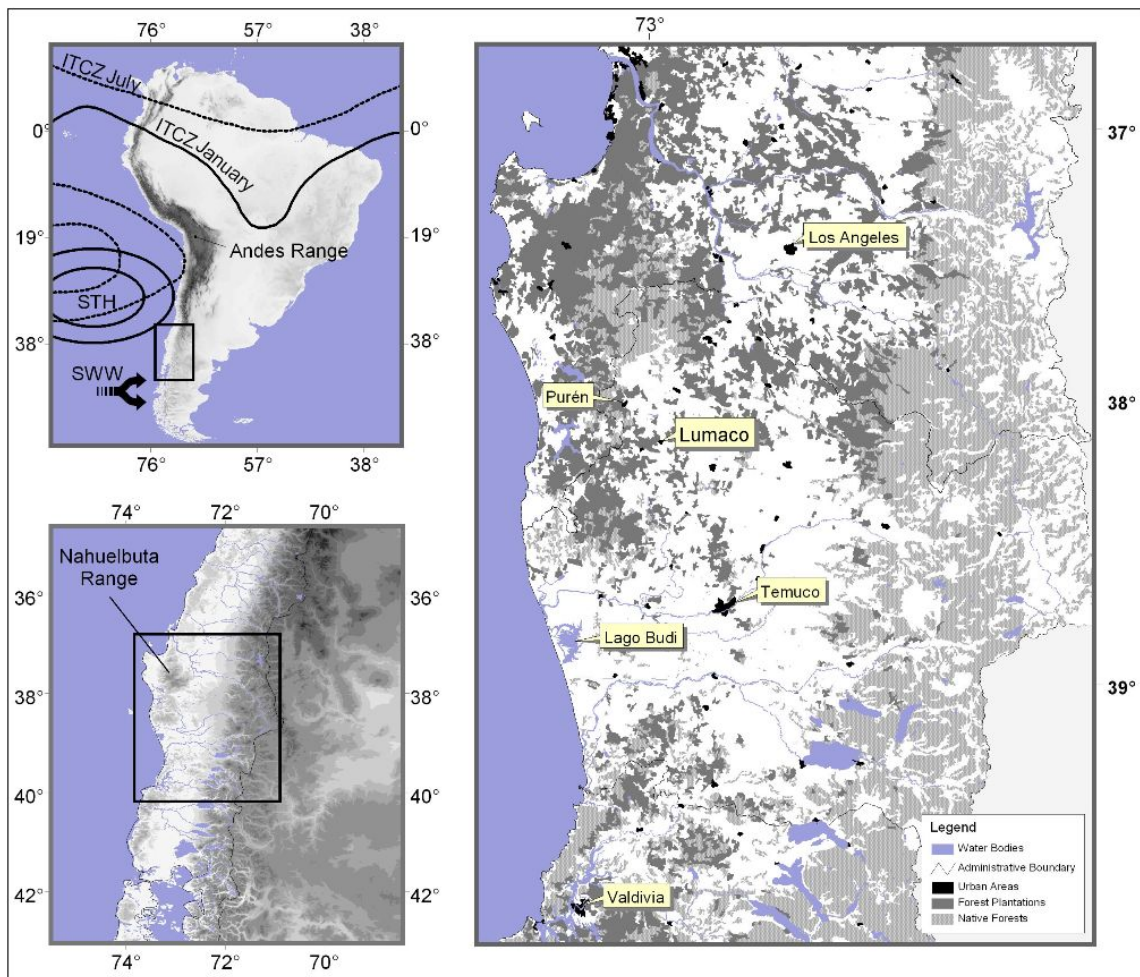 76°
57°
38°
ITCZ July
ITCZ January
0°
0°
19°
19°
Andes Range
STH
38°
38°
SWW
76°
57°
38°
74°
72°
70°
Nahuelbuta
Range
36°
36°
38°
38°
40°
40°
42°
42°
74°
72°
70°
73°
37°
Los Angeles
Purén
38°
Lumaco
Temuco
Lago Budi
39°
Valdivia
Legend
Water Bodies
Administrative Boundary
Urban Areas
Forest Plantations
Native Forests